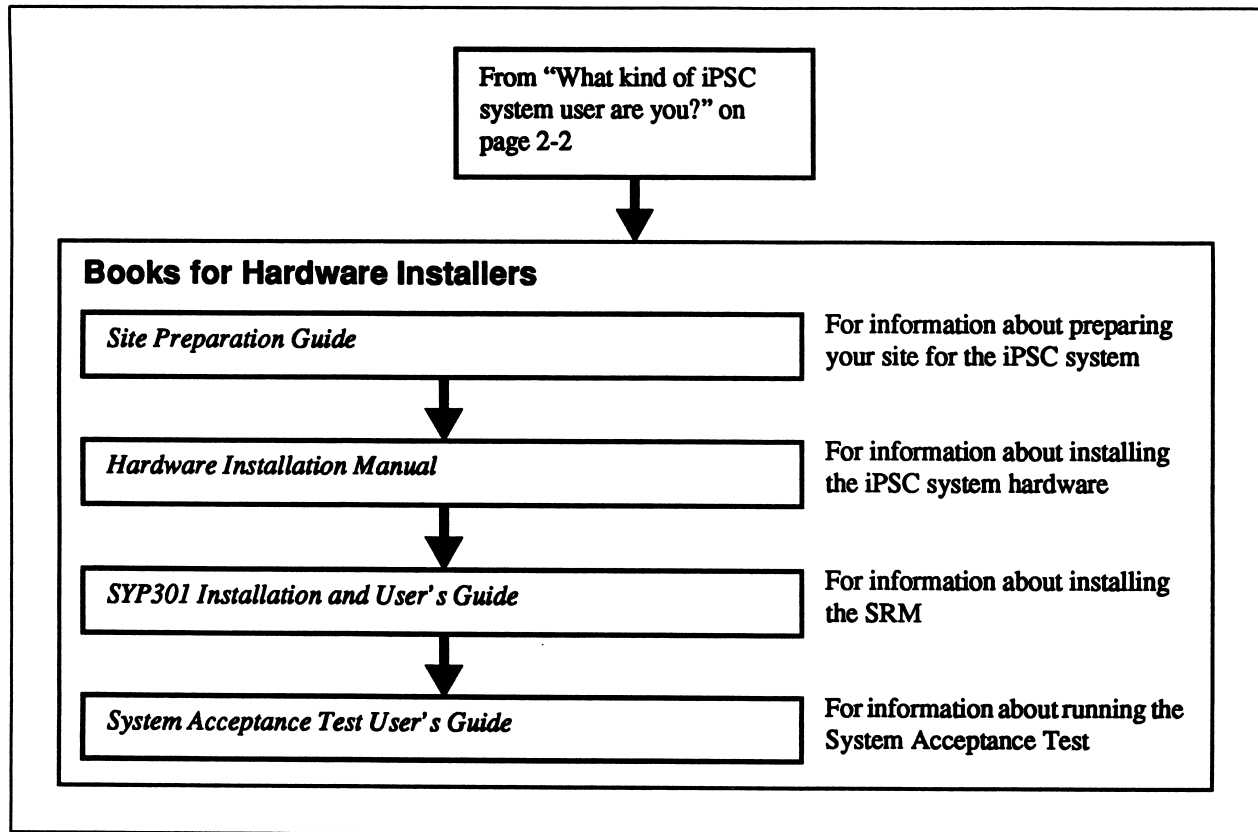 From “What kind of iPSC
system user are you?” on
page 2-2
Books for Hardware Installers
Site Preparation Guide
For information about preparing
your site for the iPSC system
Hardware Installation Manual
For information about installing
the iPSC system hardware
SYP301 Installation and User’s Guide
For information about installing
the SRM
System Acceptance Test User’s Guide
For information about running the
System Acceptance Test